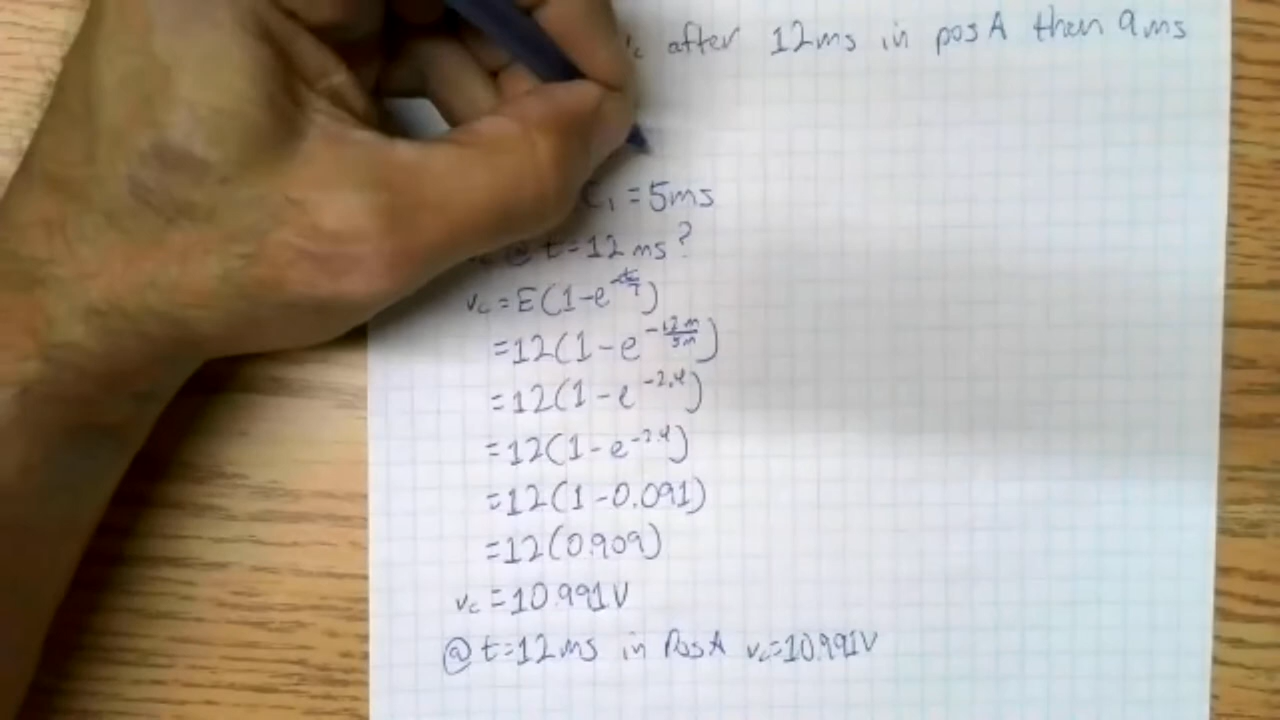 after 12ms in pos A then 9ms
C₁ = 5ms
@ t=12ms?
vc = E(1-e^-t/τ)
=12(1-e^-12m/5m)
=12(1-e^-2.4)
=12(1-e^-2.4)
=12(1-0.091)
=12(0.909)
vc = 10.991V
@ t=12ms in Pos A vc=10.991V